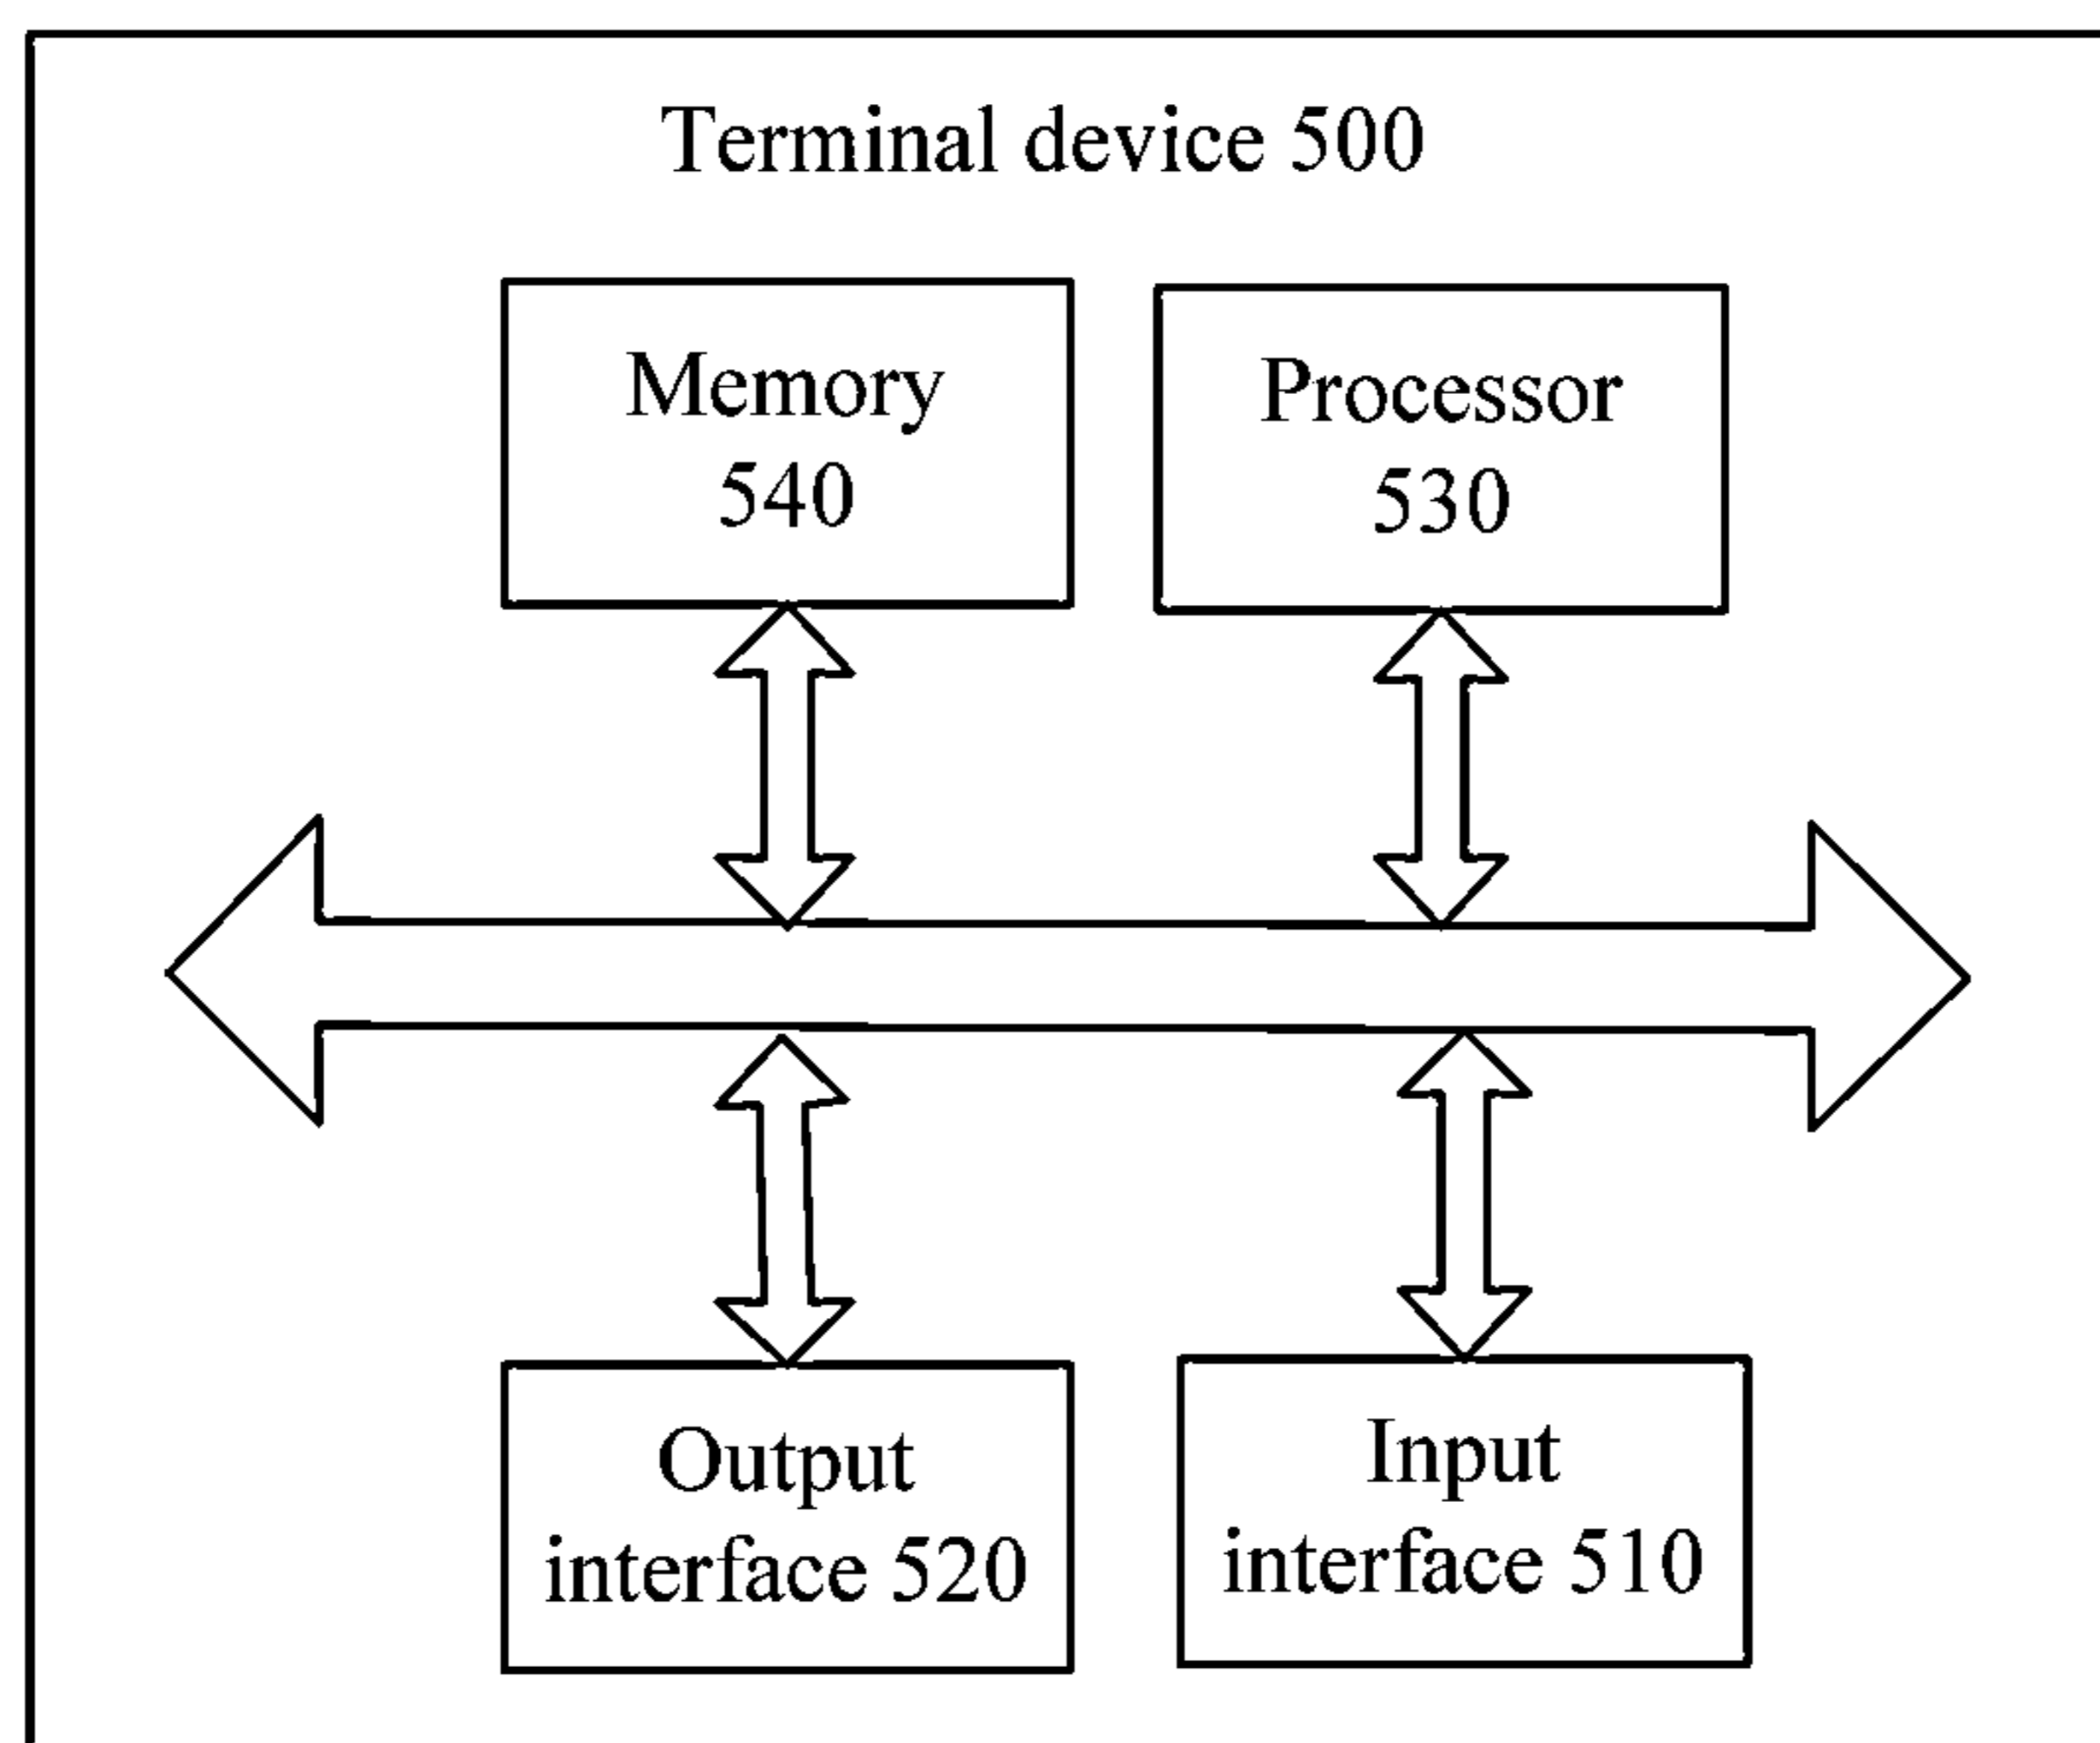 Terminal device 500
Memory
540
Processor
530
Output
interface 520
Input
interface 510